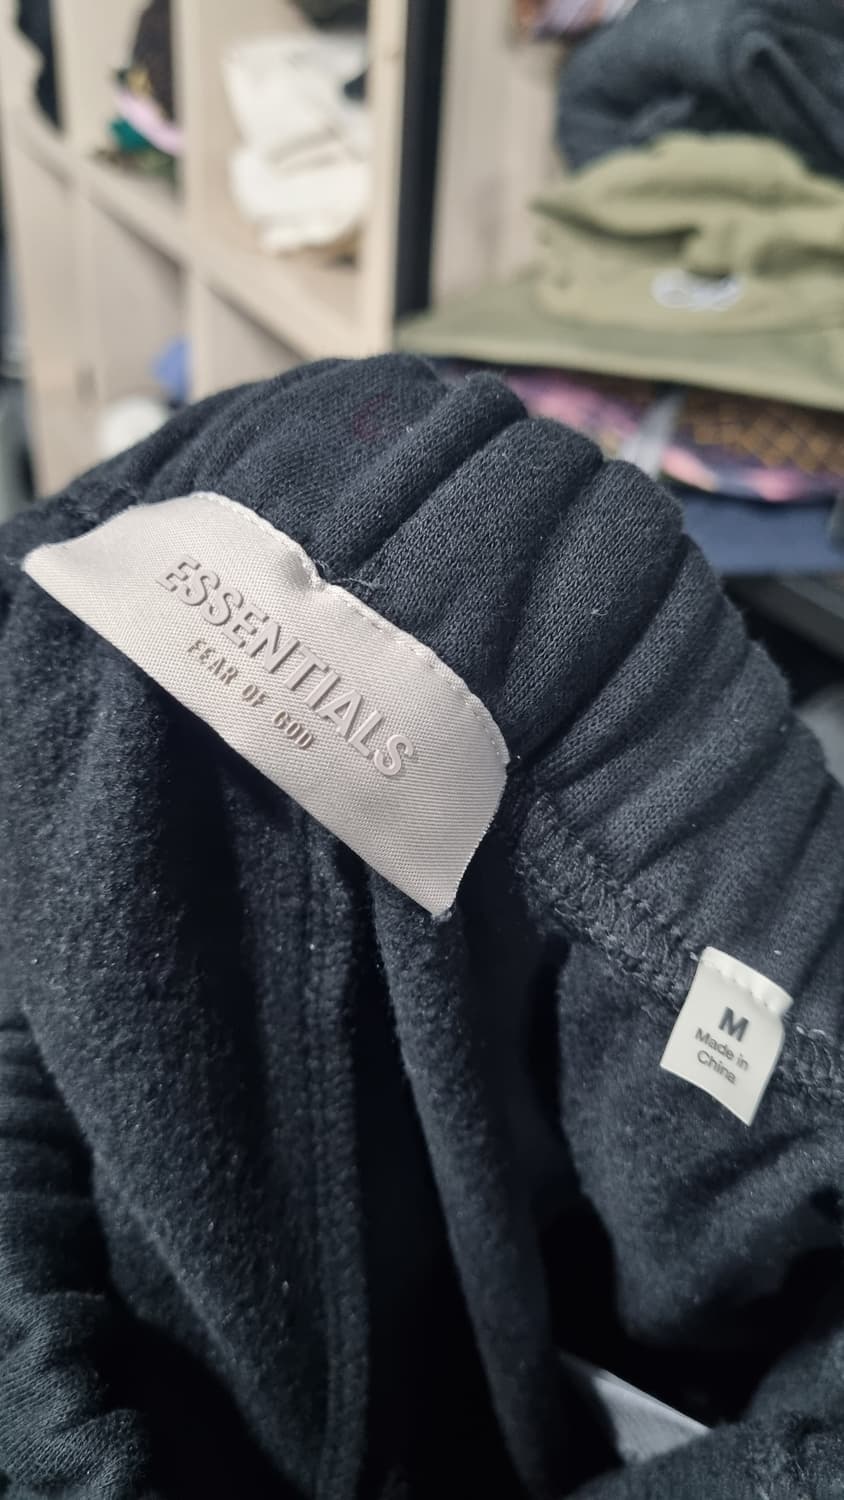 ESSENTIALS
FEAR OF GOD
M
Made in
China